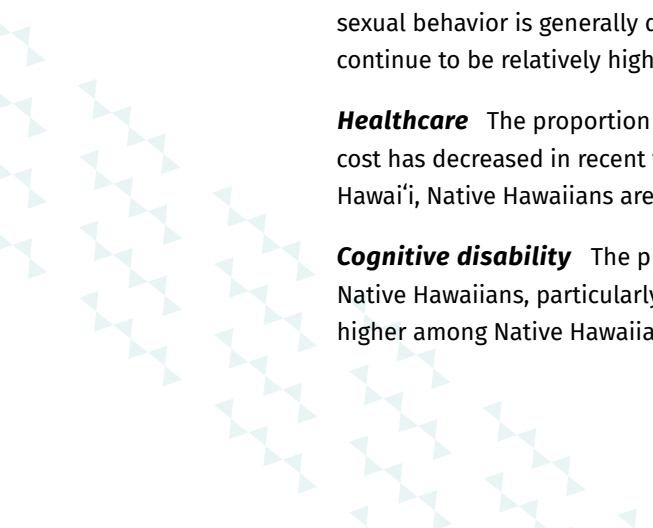 sexual behavior is generally
continue to be relatively high
Healthcare The proportion
cost has decreased in recent
Hawaiʻi, Native Hawaiians are
Cognitive disability The
Native Hawaiians, particularly
higher among Native